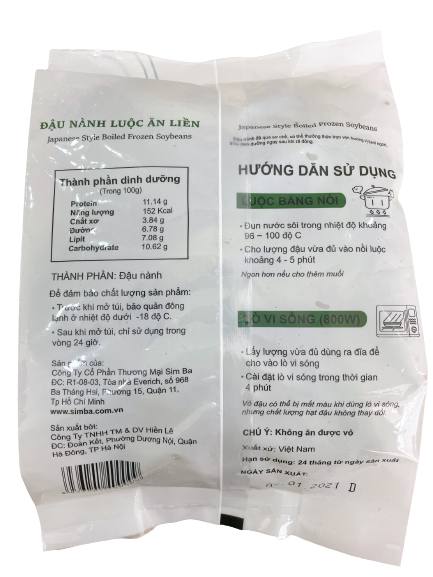 ĐẬU NÀNH LUỘC ĂN LIỀN
Japanese Style Boiled Frozen Soybeans
Thành phần dinh dưỡng
(Trong 100g)
Protein 11.14 g
Năng lượng 152 Kcal
Chất xơ 3.84 g
Đường 6.78 g
Lipit 7.08 g
Carbohydrate 10.62 g
THÀNH PHẦN: Đậu nành
Để đảm bảo chất lượng sản phẩm:
- Trước khi mở túi, bảo quản đông
lạnh ở nhiệt độ dưới -18 độ C.
- Sau khi mở túi, chỉ sử dụng trong
vòng 24 giờ.
Sản phẩm của:
Công Ty Cổ Phần Thương Mại Sim Ba
ĐC: R1-08-03, Tòa nhà Everich, số 968
Ba Tháng Hai, Phường 15, Quận 11,
Tp Hồ Chí Minh
www.simba.com.vn
Sản xuất bởi:
Công Ty TNHH TM & DV Hiền Lê
ĐC: Đoàn Kết, Phường Dương Nội, Quận
Hà Đông, TP Hà Nội
Japanese Style Boiled Frozen Soybeans
HƯỚNG DẪN SỬ DỤNG
LUỘC BẰNG NỒI
• Đun nước sôi trong nhiệt độ khoảng
96 ~ 100 độ C
• Cho lượng đậu vừa đủ vào nồi luộc
khoảng 4 - 5 phút
Ngon hơn nếu cho thêm muối
LÒ VI SÓNG (800W)
• Lấy lượng vừa đủ dùng ra đĩa để
cho vào lò vi sóng
• Cài đặt lò vi sóng trong thời gian
4 phút
Vỏ đậu có thể bị mất màu khi dùng lò vi sóng,
nhưng chất lượng hạt đậu không thay đổi.
CHÚ Ý: Không ăn được vỏ
Xuất xứ: Việt Nam
Hạn sử dụng: 24 tháng từ ngày sản xuất
NGÀY SẢN XUẤT:
01 2021 D